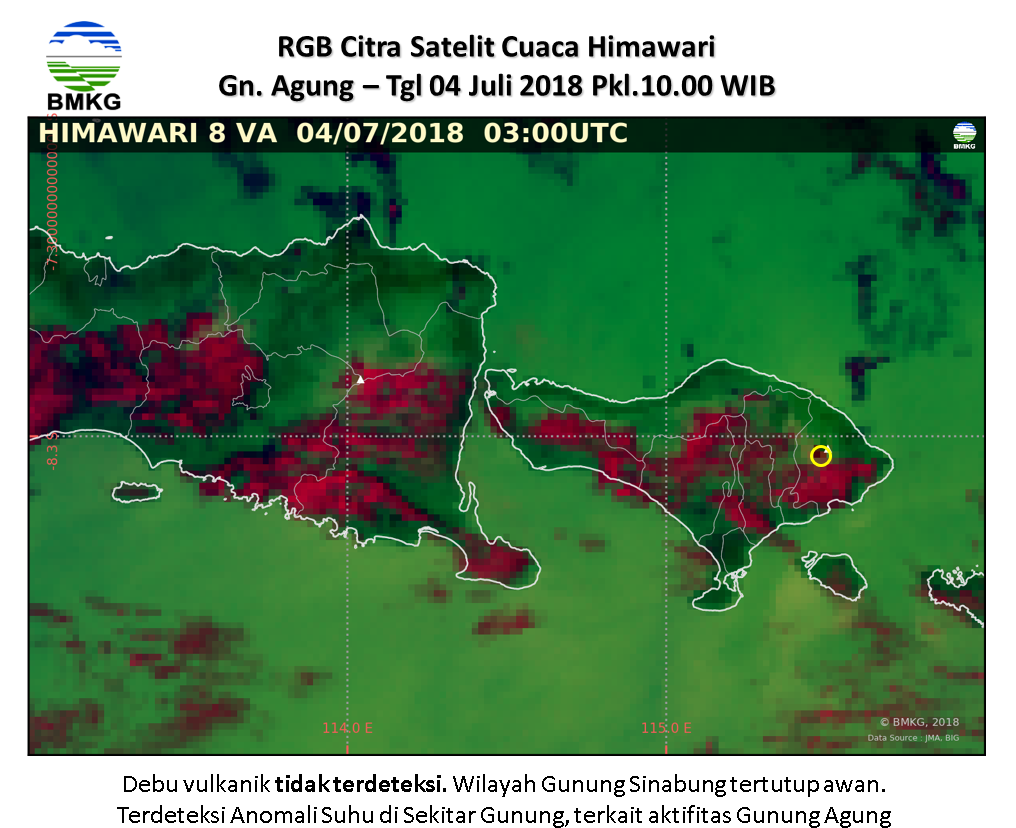 RGB Citra Satelit Cuaca Himawari
Gn. Agung – Tgl 04 Juli 2018 Pkl.10.00 WIB
BMKG
HIMAWARI 8 VA 04/07/2018 03:00UTC
BMKG
-8.3 S
114.0 E
115.0 E
© BMKG, 2018
Data Source : JMA, BIG
Debu vulkanik tidak terdeteksi. Wilayah Gunung Sinabung tertutup awan.
Terdeteksi Anomali Suhu di Sekitar Gunung, terkait aktifitas Gunung Agung